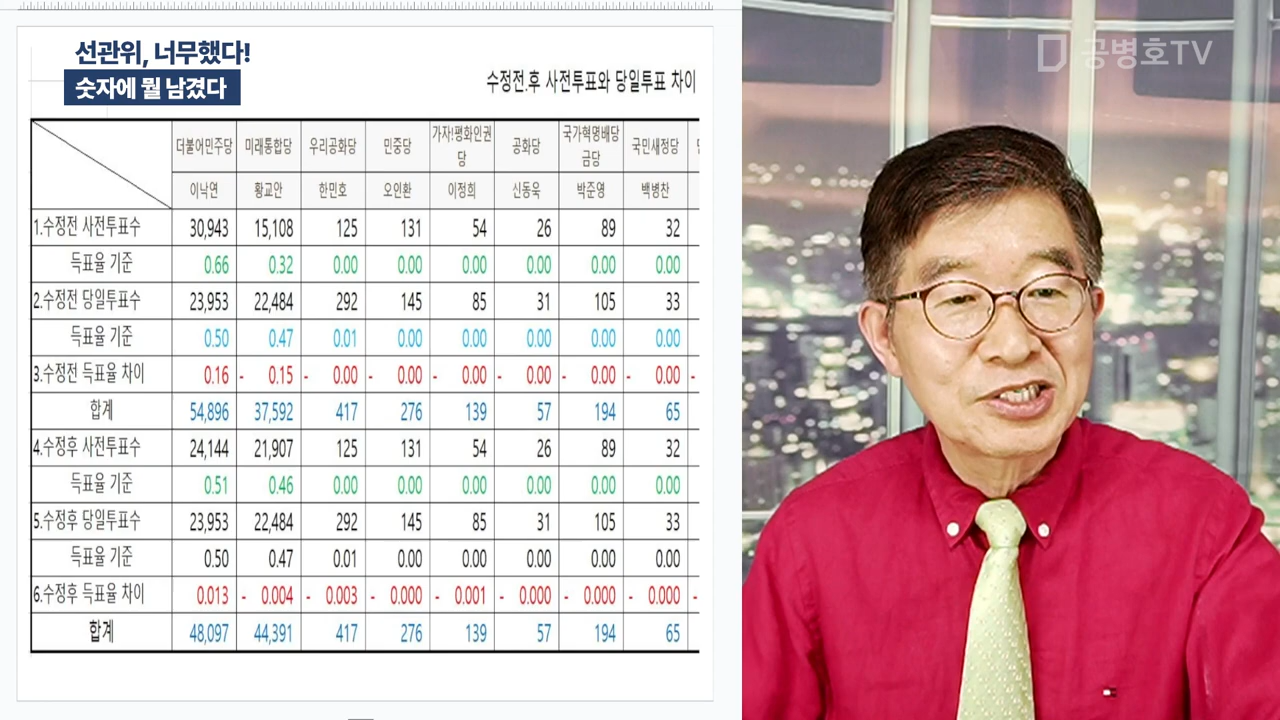 선관위, 너무했다!
숫자에 뭘 남겼다
공병호TV
수정전.후 사전투표와 당일투표 차이
더불어민주당 미래통합당 우리공화당 민중당 가자!평화인권당 공화당 국가혁명배당금당 국민새정당
이낙연 황교안 한민호 오인환 이정희 신동욱 박준영 백병찬
1.수정전 사전투표수 30,943 15,108 125 131 54 26 89 32
득표율 기준 0.66 0.32 0.00 0.00 0.00 0.00 0.00 0.00
2.수정전 당일투표수 23,953 22,484 292 145 85 31 105 33
득표율 기준 0.50 0.47 0.01 0.00 0.00 0.00 0.00 0.00
3.수정전 득표율 차이 0.16 - 0.15 - 0.00 - 0.00 - 0.00 - 0.00 - 0.00 - 0.00 -
합계 54,896 37,592 417 276 139 57 194 65
4.수정후 사전투표수 24,144 21,907 125 131 54 26 89 32
득표율 기준 0.51 0.46 0.00 0.00 0.00 0.00 0.00 0.00
5.수정후 당일투표수 23,953 22,484 292 145 85 31 105 33
득표율 기준 0.50 0.47 0.01 0.00 0.00 0.00 0.00 0.00
6.수정후 득표율 차이 0.013 - 0.004 - 0.003 - 0.000 - 0.001 - 0.000 - 0.000 - 0.000 -
합계 48,097 44,391 417 276 139 57 194 65